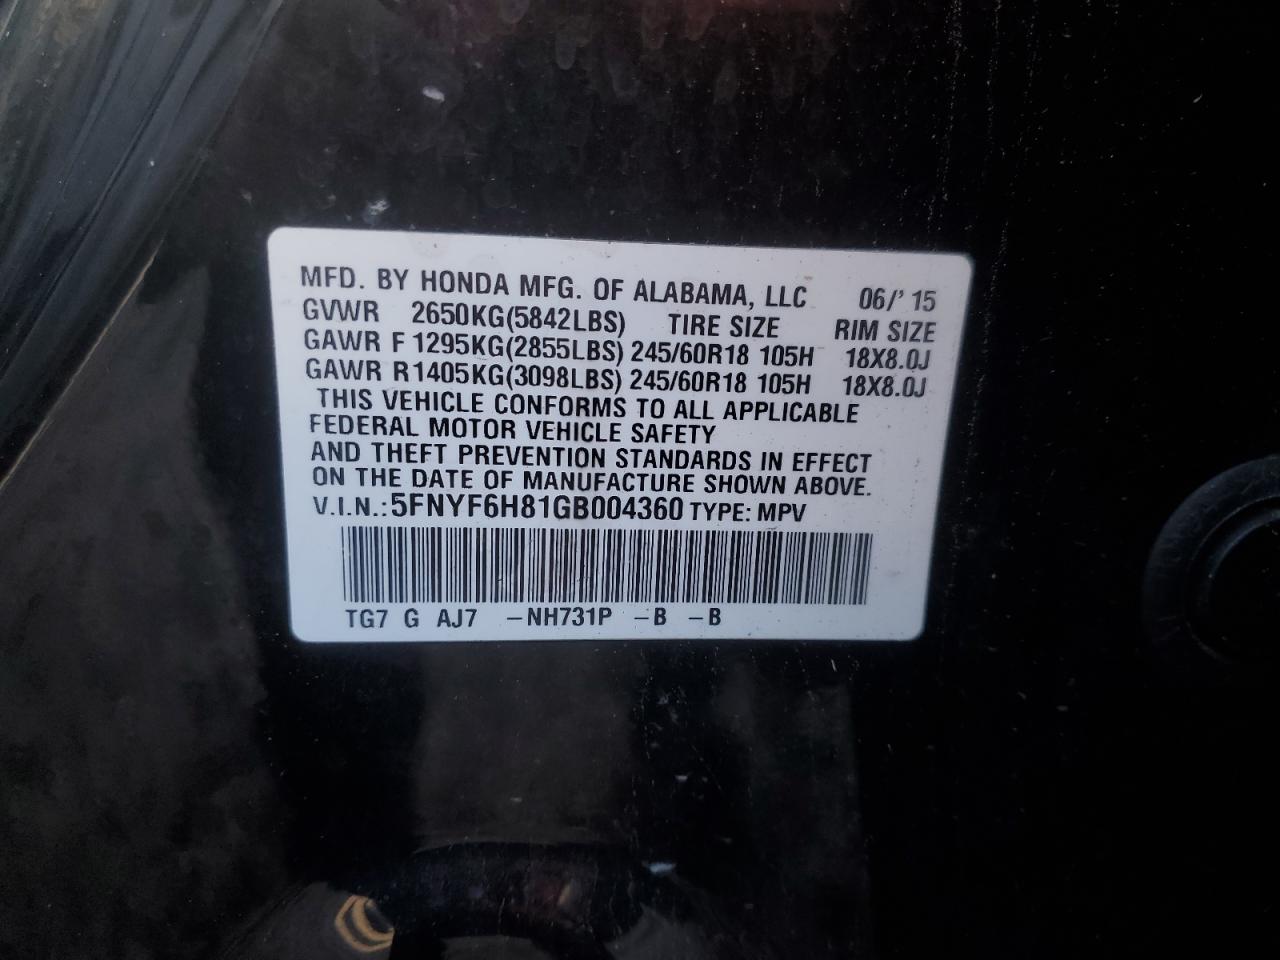 MFD. BY HONDA MFG. OF ALABAMA, LLC 06/'15
GVWR 2650KG(5842LBS) TIRE SIZE RIM SIZE
GAWR F 1295KG(2855LBS) 245/60R18 105H 18X8.0J
GAWR R 1405KG(3098LBS) 245/60R18 105H 18X8.0J
THIS VEHICLE CONFORMS TO ALL APPLICABLE
FEDERAL MOTOR VEHICLE SAFETY
AND THEFT PREVENTION STANDARDS IN EFFECT
ON THE DATE OF MANUFACTURE SHOWN ABOVE.
V.I.N.:5FNYF6H81GB004360 TYPE: MPV
TG7 G AJ7 -NH731P -B -B